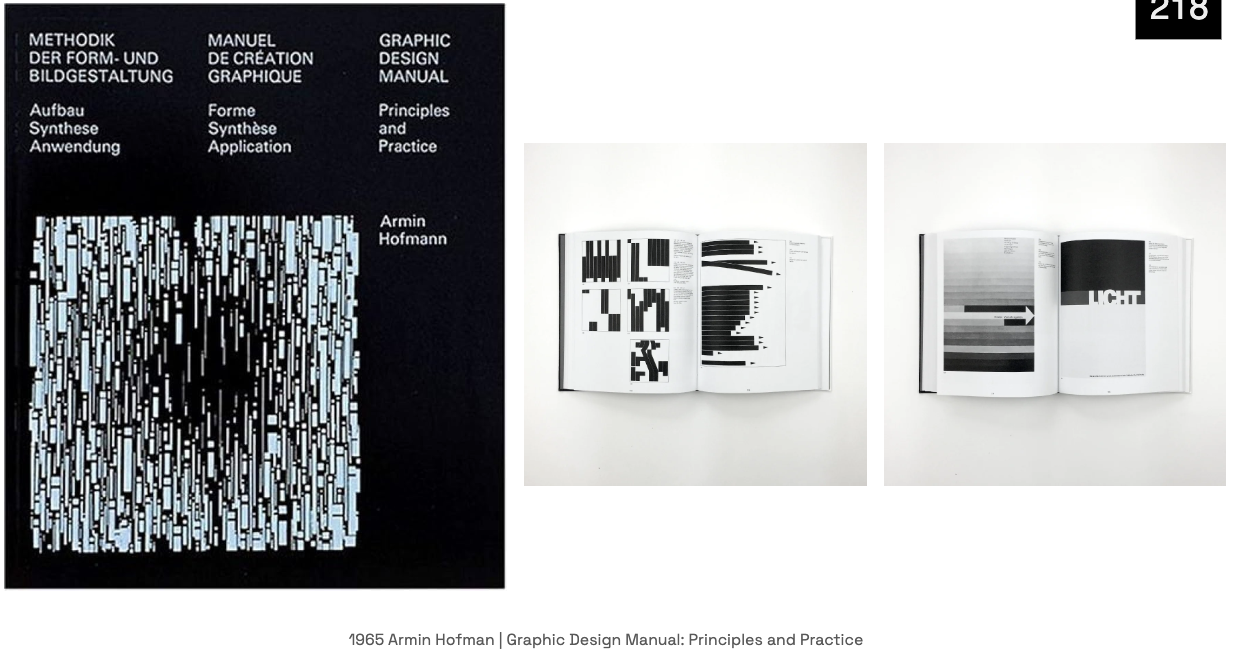 218
METHODIK
DER FORM- UND
BILDGESTALTUNG
Aufbau
Synthese
Anwendung
MANUEL
DE CRÉATION
GRAPHIQUE
Forme
Synthèse
Application
GRAPHIC
DESIGN
MANUAL
Principles
and
Practice
Armin
Hofmann
LICHT
1965 Armin Hofman | Graphic Design Manual: Principles and Practice